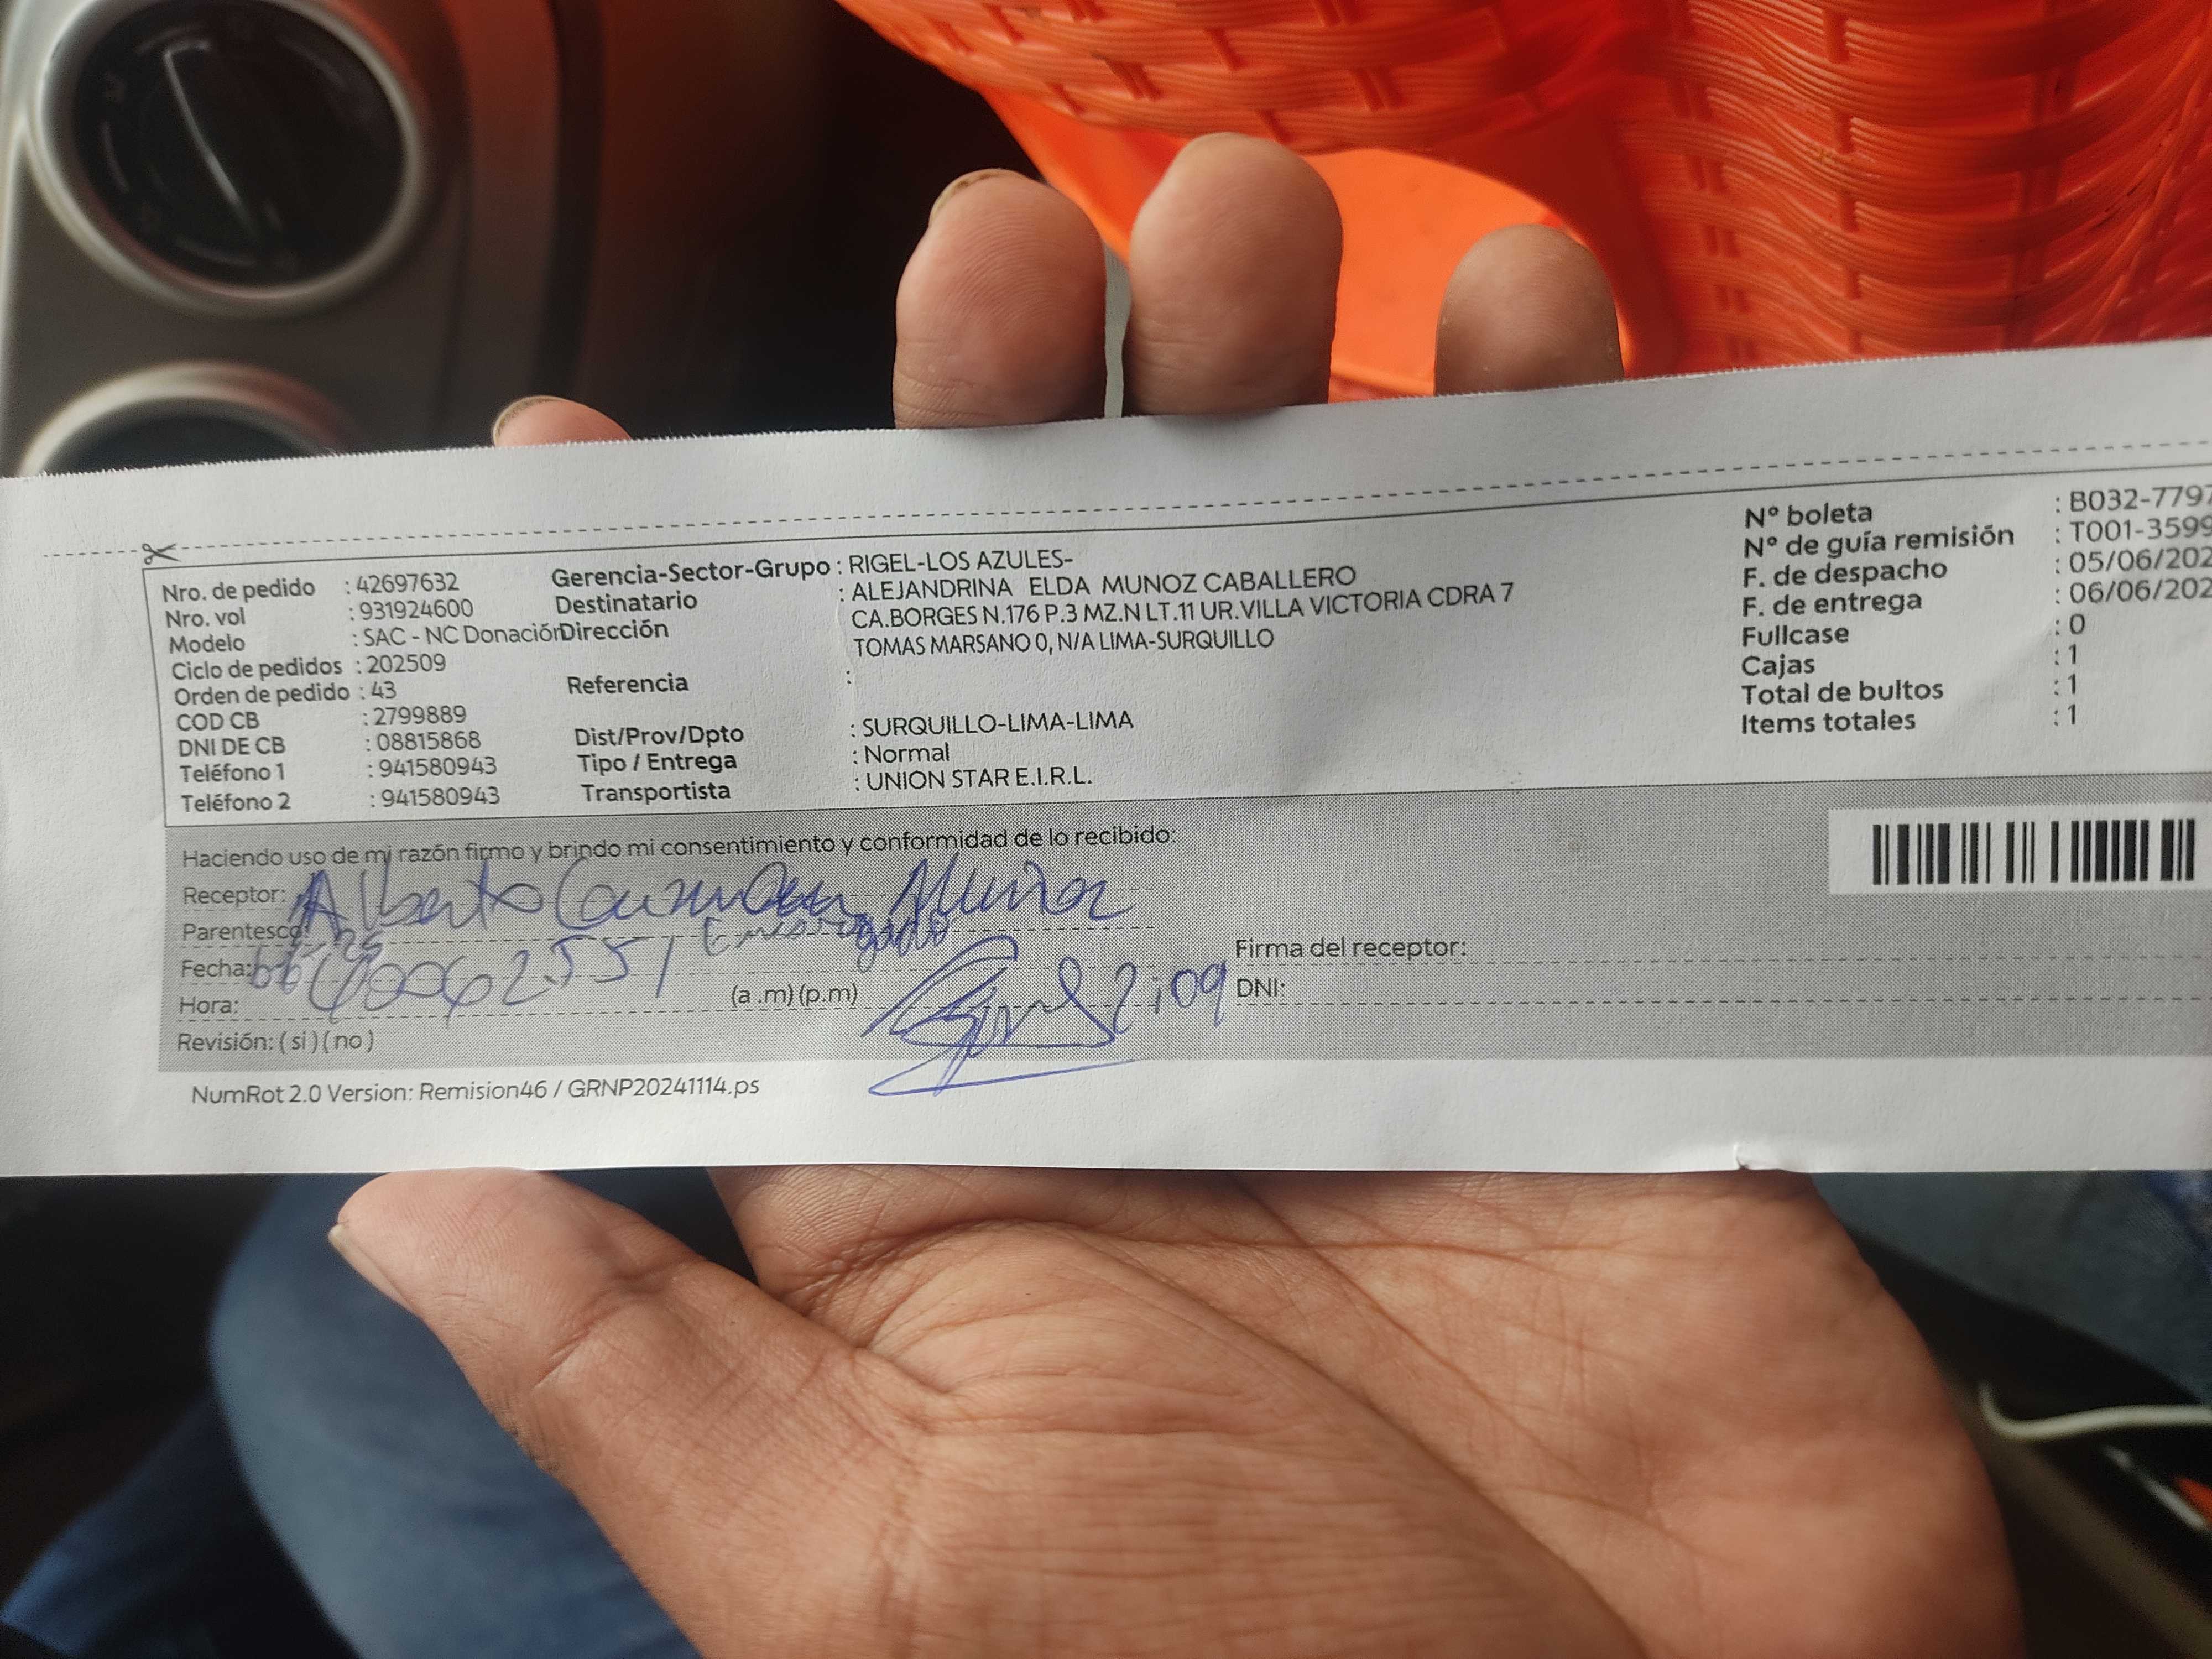 Nro. de pedido : 42697632
Nro. vol : 931924600
Modelo : SAC - NC Donación
Ciclo de pedidos : 202509
Orden de pedido : 43
COD CB : 2799889
DNI DE CB : 08815868
Teléfono 1 : 941580943
Teléfono 2 : 941580943
Gerencia-Sector-Grupo : RIGEL-LOS AZULES-
Destinatario : ALEJANDRINA ELDA MUNOZ CABALLERO
Dirección CA.BORGES N.176 P.3 MZ.N LT.11 UR.VILLA VICTORIA CDRA 7
TOMAS MARSANO 0, N/A LIMA-SURQUILLO
Referencia :
Dist/Prov/Dpto : SURQUILLO-LIMA-LIMA
Tipo / Entrega : Normal
Transportista : UNION STAR E.I.R.L.
Nº boleta : B032-7797
Nº de guía remisión : T001-3599
F. de despacho : 05/06/202
F. de entrega : 06/06/202
Fullcase : 0
Cajas : 1
Total de bultos : 1
Items totales : 1
Haciendo uso de mi razón firmo y brindo mi consentimiento y conformidad de lo recibido:
Receptor: Alberto Muñoz
Parentesco: Encargado
Fecha:
Hora: (a .m) (p.m) 2:09
Firma del receptor:
DNI:
Revisión: ( si ) ( no )
NumRot 2.0 Version: Remision46 / GRNP20241114.ps